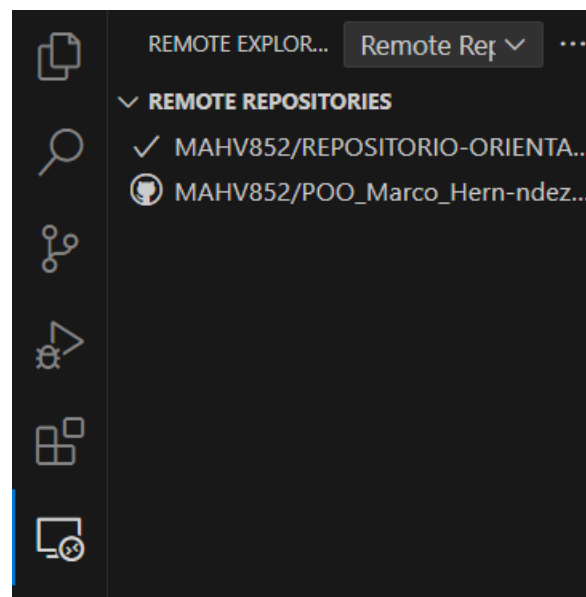 REMOTE EXPLOR... Remote Rep ...
REMOTE REPOSITORIES
MAHV852/REPOSITORIO-ORIENTA...
MAHV852/POO_Marco_Hern-ndez...